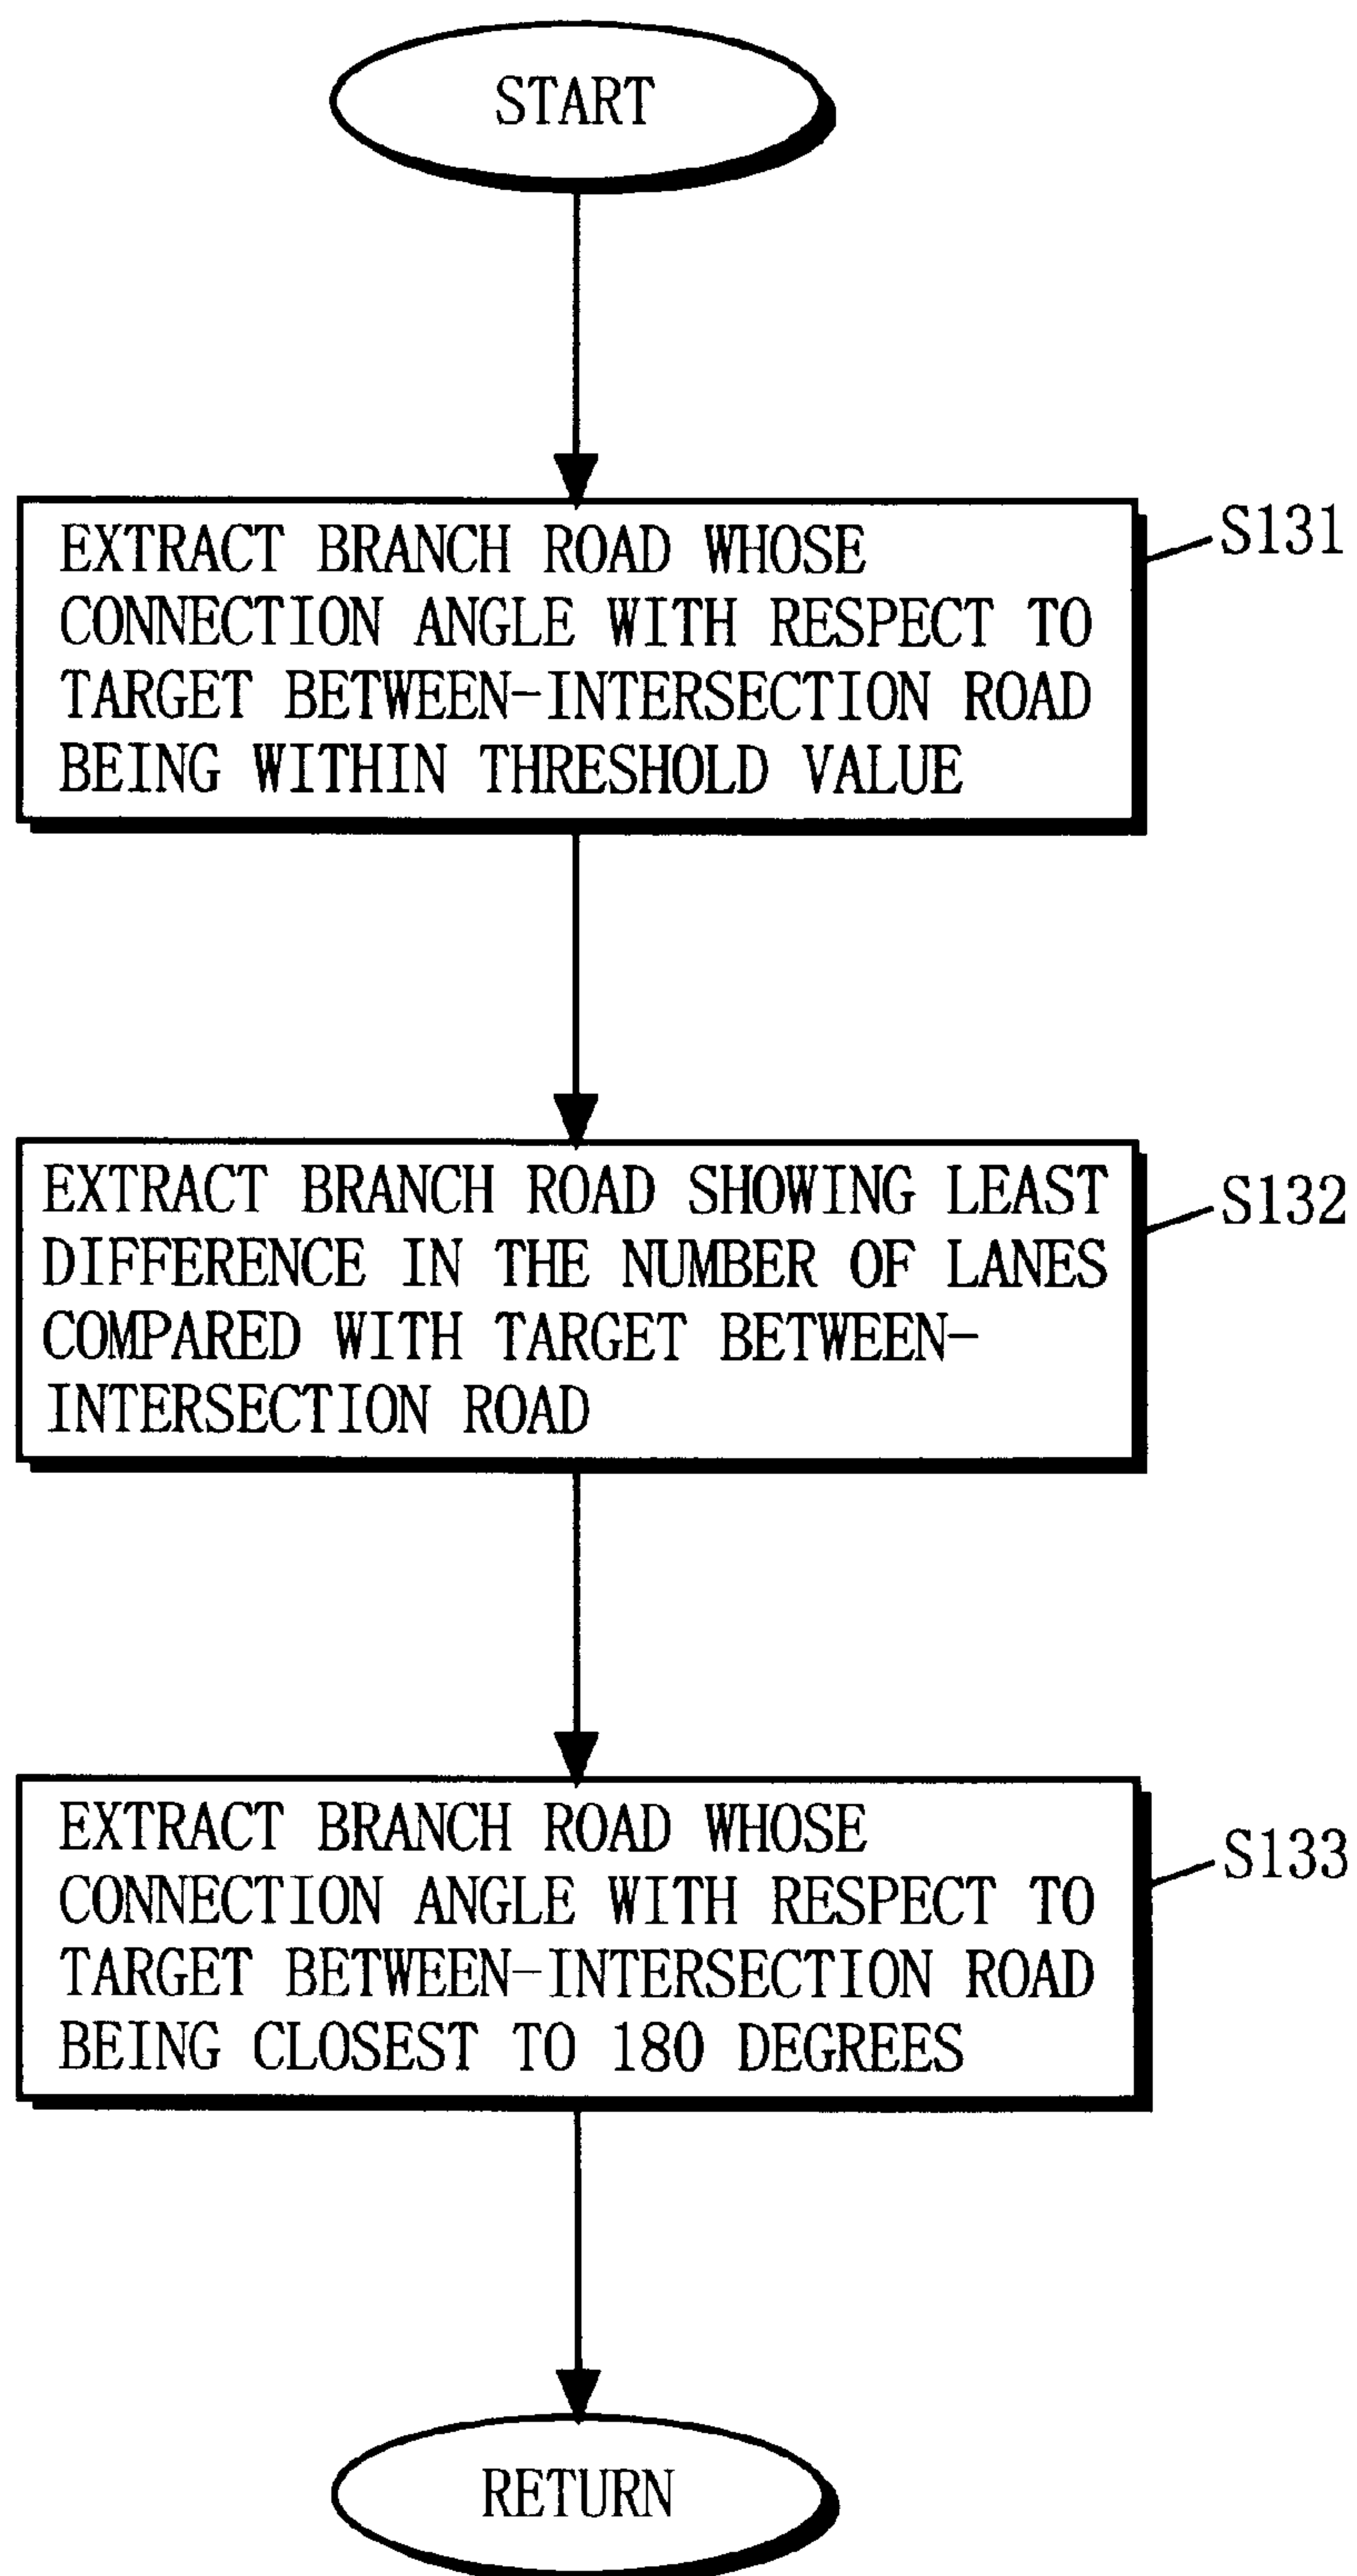 START
EXTRACT BRANCH ROAD WHOSE
CONNECTION ANGLE WITH RESPECT TO
TARGET BETWEEN-INTERSECTION ROAD
BEING WITHIN THRESHOLD VALUE
S131
EXTRACT BRANCH ROAD SHOWING LEAST
DIFFERENCE IN THE NUMBER OF LANES
COMPARED WITH TARGET BETWEEN-
INTERSECTION ROAD
S132
EXTRACT BRANCH ROAD WHOSE
CONNECTION ANGLE WITH RESPECT TO
TARGET BETWEEN-INTERSECTION ROAD
BEING CLOSEST TO 180 DEGREES
S133
RETURN